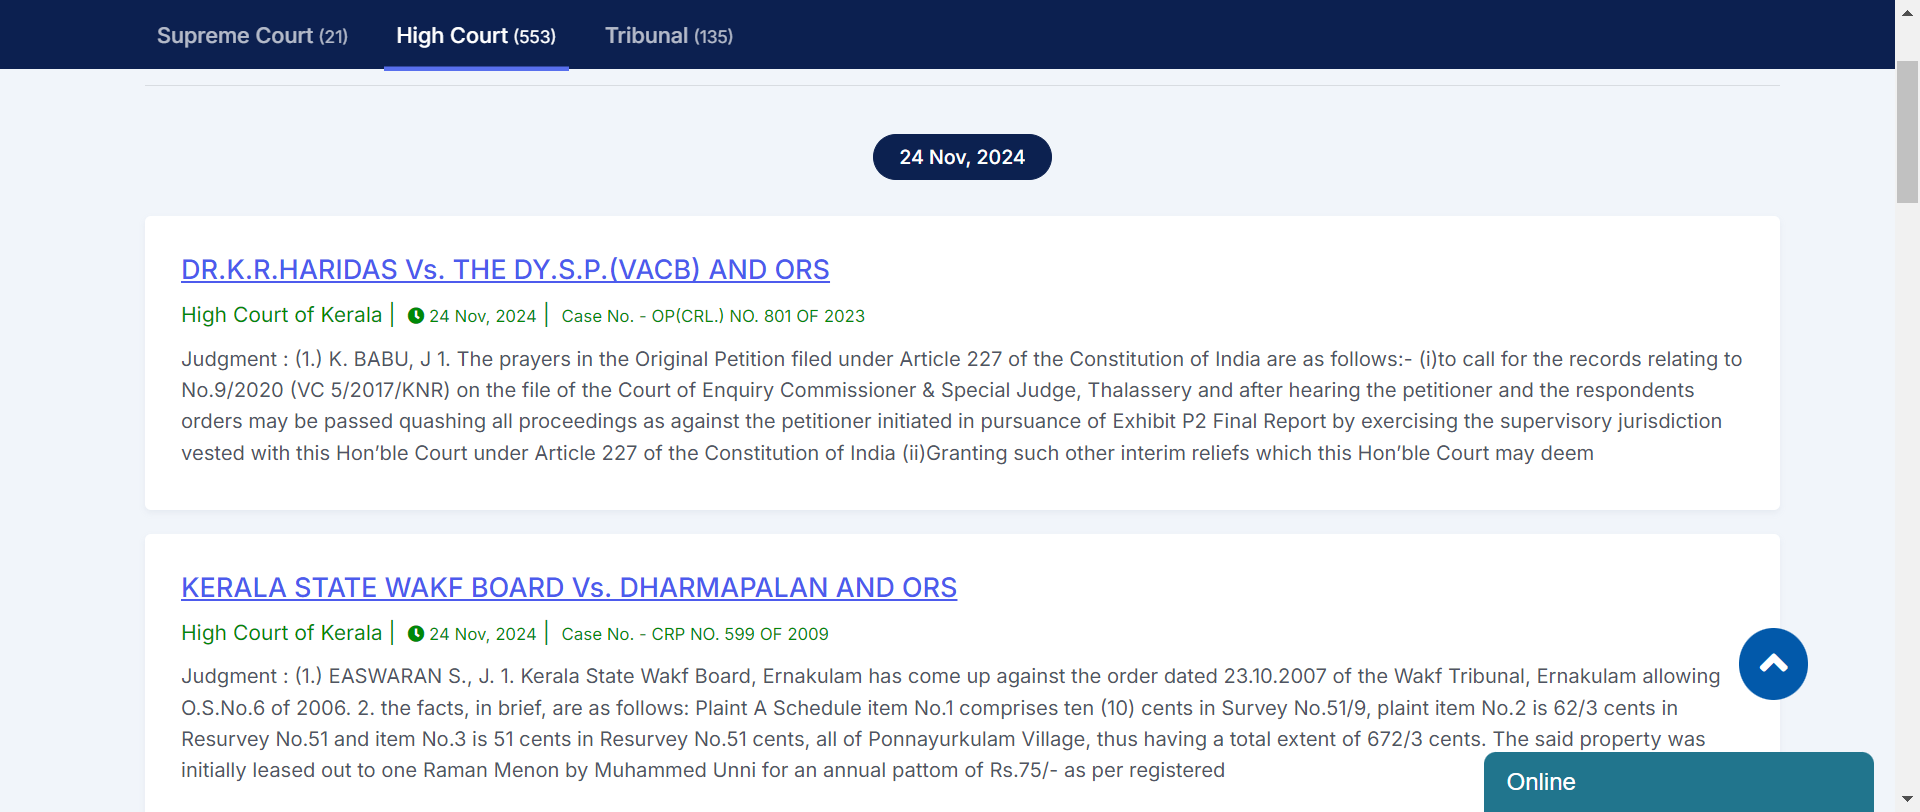 Supreme Court (21) High Court (553) Tribunal (135)
24 Nov, 2024
DR.K.R.HARIDAS Vs. THE DY.S.P.(VACB) AND ORS
High Court of Kerala | 24 Nov, 2024 | Case No. - OP(CRL.) NO. 801 OF 2023
Judgment : (1.) K. BABU, J 1. The prayers in the Original Petition filed under Article 227 of the Constitution of India are as follows:- (i)to call for the records relating to
No.9/2020 (VC 5/2017/KNR) on the file of the Court of Enquiry Commissioner & Special Judge, Thalassery and after hearing the petitioner and the respondents
orders may be passed quashing all proceedings as against the petitioner initiated in pursuance of Exhibit P2 Final Report by exercising the supervisory jurisdiction
vested with this Hon’ble Court under Article 227 of the Constitution of India (ii)Granting such other interim reliefs which this Hon’ble Court may deem
KERALA STATE WAKF BOARD Vs. DHARMAPALAN AND ORS
High Court of Kerala | 24 Nov, 2024 | Case No. - CRP NO. 599 OF 2009
Judgment : (1.) EASWARAN S., J. 1. Kerala State Wakf Board, Ernakulam has come up against the order dated 23.10.2007 of the Wakf Tribunal, Ernakulam allowing
O.S.No.6 of 2006. 2. the facts, in brief, are as follows: Plaint A Schedule item No.1 comprises ten (10) cents in Survey No.51/9, plaint item No.2 is 62/3 cents in
Resurvey No.51 and item No.3 is 51 cents in Resurvey No.51 cents, all of Ponnayurkulam Village, thus having a total extent of 672/3 cents. The said property was
initially leased out to one Raman Menon by Muhammed Unni for an annual pattom of Rs.75/- as per registered
Online